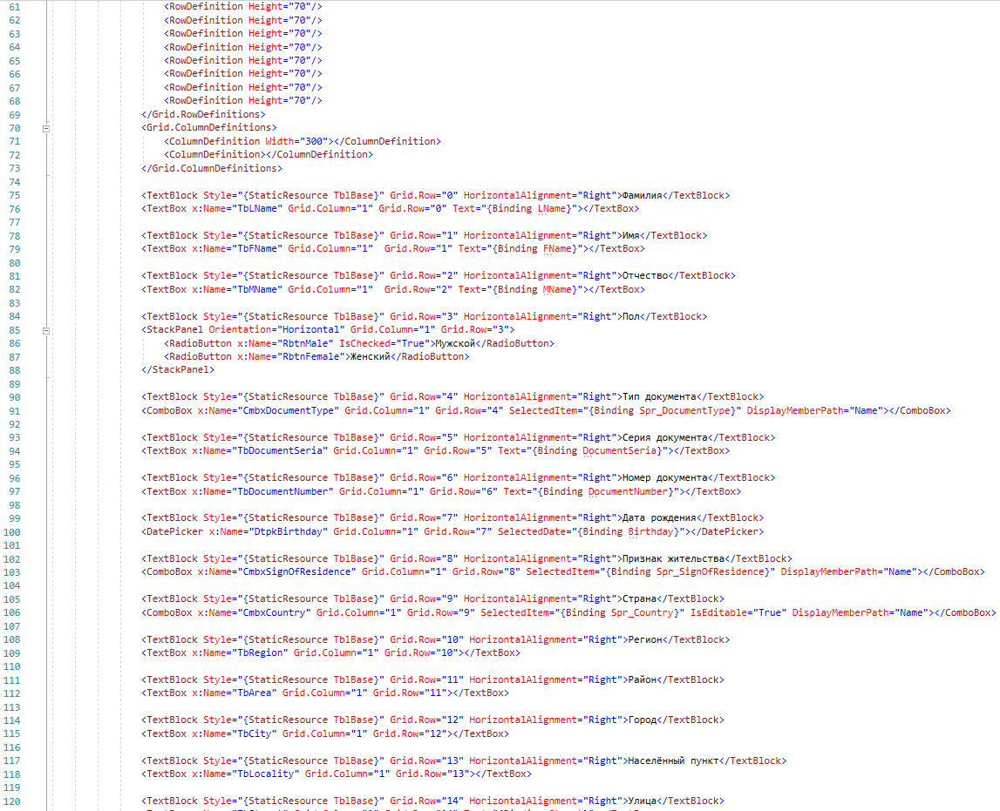 61 <RowDefinition Height="70"/>
62 <RowDefinition Height="70"/>
63 <RowDefinition Height="70"/>
64 <RowDefinition Height="70"/>
65 <RowDefinition Height="70"/>
66 <RowDefinition Height="70"/>
67 <RowDefinition Height="70"/>
68 <RowDefinition Height="70"/>
69 </Grid.RowDefinitions>
70 <Grid.ColumnDefinitions>
71 <ColumnDefinition Width="300"></ColumnDefinition>
72 <ColumnDefinition></ColumnDefinition>
73 </Grid.ColumnDefinitions>
74
75 <TextBlock Style="{StaticResource TblBase}" Grid.Row="0" HorizontalAlignment="Right">Фамилия</TextBlock>
76 <TextBox x:Name="TbLName" Grid.Column="1" Grid.Row="0" Text="{Binding LName}"></TextBox>
77
78 <TextBlock Style="{StaticResource TblBase}" Grid.Row="1" HorizontalAlignment="Right">Имя</TextBlock>
79 <TextBox x:Name="TbFName" Grid.Column="1"  Grid.Row="1" Text="{Binding FName}"></TextBox>
80
81 <TextBlock Style="{StaticResource TblBase}" Grid.Row="2" HorizontalAlignment="Right">Отчество</TextBlock>
82 <TextBox x:Name="TbMName" Grid.Column="1"  Grid.Row="2" Text="{Binding MName}"></TextBox>
83
84 <TextBlock Style="{StaticResource TblBase}" Grid.Row="3" HorizontalAlignment="Right">Пол</TextBlock>
85 <StackPanel Orientation="Horizontal" Grid.Column="1" Grid.Row="3">
86 <RadioButton x:Name="RbtnMale" IsChecked="True">Мужской</RadioButton>
87 <RadioButton x:Name="RbtnFemale">Женский</RadioButton>
88 </StackPanel>
89
90 <TextBlock Style="{StaticResource TblBase}" Grid.Row="4" HorizontalAlignment="Right">Тип документа</TextBlock>
91 <ComboBox x:Name="CmbxDocumentType" Grid.Column="1" Grid.Row="4" SelectedItem="{Binding Spr_DocumentType}" DisplayMemberPath="Name"></ComboBox>
92
93 <TextBlock Style="{StaticResource TblBase}" Grid.Row="5" HorizontalAlignment="Right">Серия документа</TextBlock>
94 <TextBox x:Name="TbDocumentSeria" Grid.Column="1" Grid.Row="5" Text="{Binding DocumentSeria}"></TextBox>
95
96 <TextBlock Style="{StaticResource TblBase}" Grid.Row="6" HorizontalAlignment="Right">Номер документа</TextBlock>
97 <TextBox x:Name="TbDocumentNumber" Grid.Column="1" Grid.Row="6" Text="{Binding DocumentNumber}"></TextBox>
98
99 <TextBlock Style="{StaticResource TblBase}" Grid.Row="7" HorizontalAlignment="Right">Дата рождения</TextBlock>
100 <DatePicker x:Name="DtpkBirthday" Grid.Column="1" Grid.Row="7" SelectedDate="{Binding Birthday}"></DatePicker>
101
102 <TextBlock Style="{StaticResource TblBase}" Grid.Row="8" HorizontalAlignment="Right">Признак жительства</TextBlock>
103 <ComboBox x:Name="CmbxSignOfResidence" Grid.Column="1" Grid.Row="8" SelectedItem="{Binding Spr_SignOfResidence}" DisplayMemberPath="Name"></ComboBox>
104
105 <TextBlock Style="{StaticResource TblBase}" Grid.Row="9" HorizontalAlignment="Right">Страна</TextBlock>
106 <ComboBox x:Name="CmbxCountry" Grid.Column="1" Grid.Row="9" SelectedItem="{Binding Spr_Country}" IsEditable="True" DisplayMemberPath="Name"></ComboBox>
107
108 <TextBlock Style="{StaticResource TblBase}" Grid.Row="10" HorizontalAlignment="Right">Регион</TextBlock>
109 <TextBox x:Name="TbRegion" Grid.Column="1" Grid.Row="10"></TextBox>
110
111 <TextBlock Style="{StaticResource TblBase}" Grid.Row="11" HorizontalAlignment="Right">Район</TextBlock>
112 <TextBox x:Name="TbArea" Grid.Column="1" Grid.Row="11"></TextBox>
113
114 <TextBlock Style="{StaticResource TblBase}" Grid.Row="12" HorizontalAlignment="Right">Город</TextBlock>
115 <TextBox x:Name="TbCity" Grid.Column="1" Grid.Row="12"></TextBox>
116
117 <TextBlock Style="{StaticResource TblBase}" Grid.Row="13" HorizontalAlignment="Right">Населённый пункт</TextBlock>
118 <TextBox x:Name="TbLocality" Grid.Column="1" Grid.Row="13"></TextBox>
119
120 <TextBlock Style="{StaticResource TblBase}" Grid.Row="14" HorizontalAlignment="Right">Улица</TextBlock>